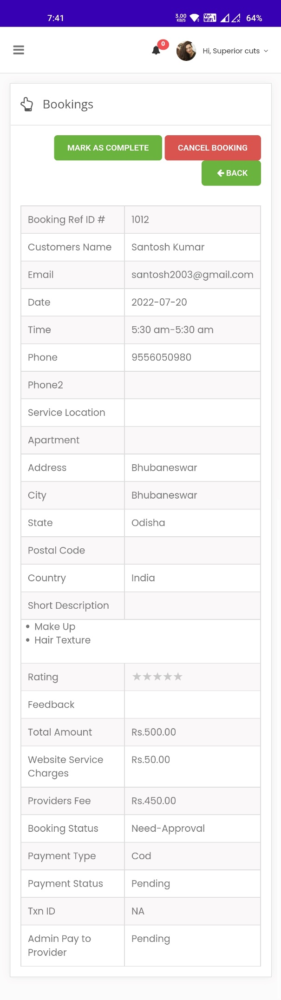 7:41
3.00 KB/S
Vo WiFi 1
64%
0
Hi, Superior cuts
Bookings
MARK AS COMPLETE
CANCEL BOOKING
BACK
Booking Ref ID # 1012
Customers Name Santosh Kumar
Email santosh2003@gmail.com
Date 2022-07-20
Time 5:30 am-5:30 am
Phone 9556050980
Phone2
Service Location
Apartment
Address Bhubaneswar
City Bhubaneswar
State Odisha
Postal Code
Country India
Short Description
Make Up
Hair Texture
Rating
Feedback
Total Amount Rs.500.00
Website Service Rs.50.00
Charges
Providers Fee Rs.450.00
Booking Status Need-Approval
Payment Type Cod
Payment Status Pending
Txn ID NA
Admin Pay to Pending
Provider